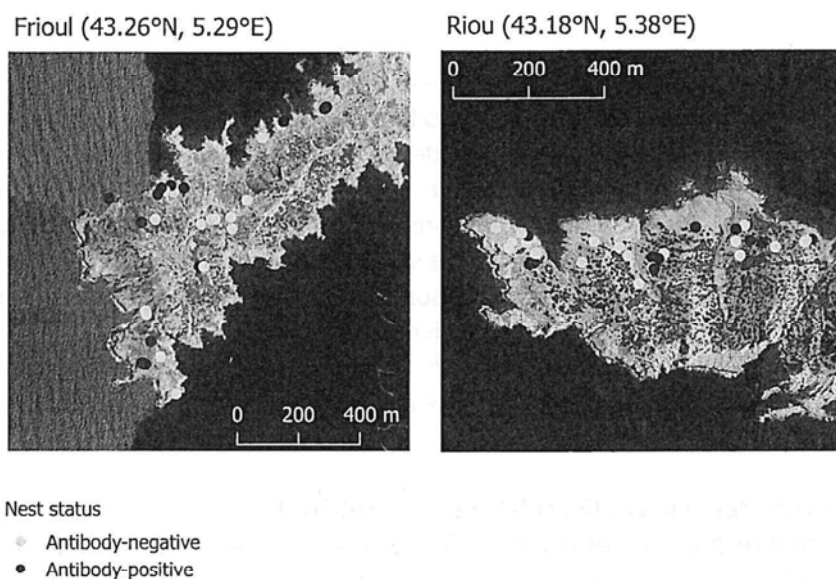 Frioul (43.26°N, 5.29°E)
Riou (43.18°N, 5.38°E)
0 200 400 m
0 200 400 m
Nest status
Antibody-negative
Antibody-positive